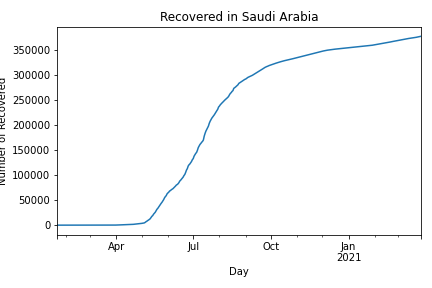 Recovered in Saudi Arabia
Number of Recovered
350000
300000
250000
200000
150000
100000
50000
0
Apr
Jul
Oct
Jan
2021
Day